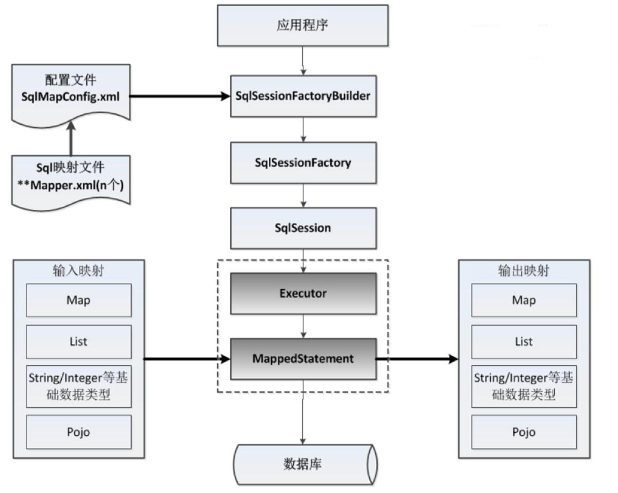 应用程序
配置文件
SqlMapConfig.xml
SqlSessionFactoryBuilder
Sql映射文件
**Mapper.xml(n个)
SqlSessionFactory
SqlSession
输入映射
Map
List
String/Integer等基
础数据类型
Pojo
Executor
MappedStatement
输出映射
Map
List
String/Integer等基
础数据类型
Pojo
数据库